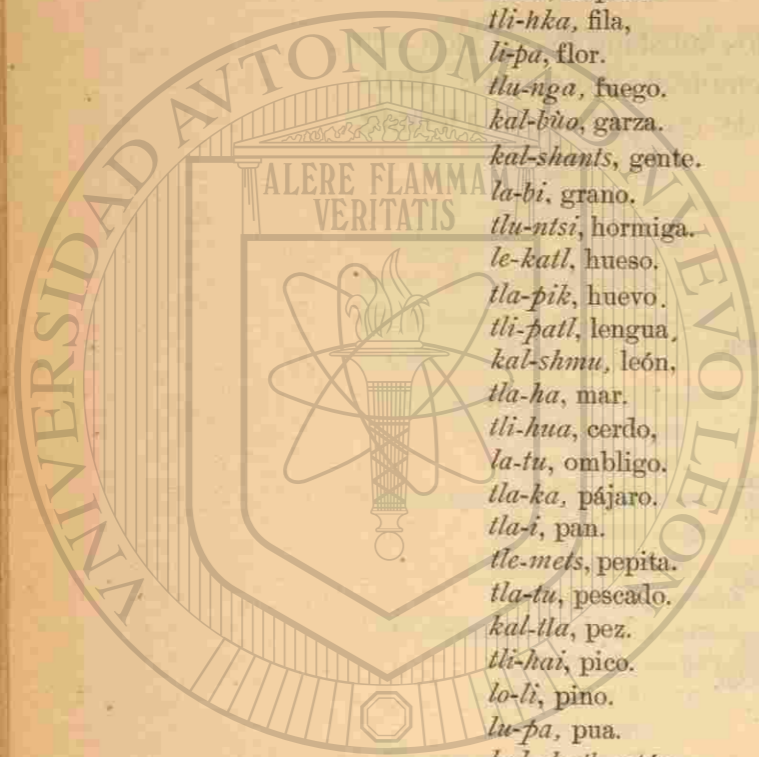 tli-hka, fila,
li-pa, flor.
tlu-nga, fuego.
kal-bùo, garza.
kal-shants, gente.
la-bi, grano.
tlu-ntsi, hormiga.
le-katl, hueso.
tla-pik, huevo.
tli-patl, lengua,
kal-shmu, león,
tla-ha, mar.
tli-hua, cerdo,
la-tu, ombligo.
tla-ka, pájaro.
tla-i, pan.
tle-mets, pepita.
tla-tu, pescado.
kal-tla, pez.
tli-hai, pico.
lo-li, pino.
lu-pa, pua.
UNIVERSIDAD AVTONOMA DE NVEVO LEON
ALERE FLAMMAM
VERITATIS